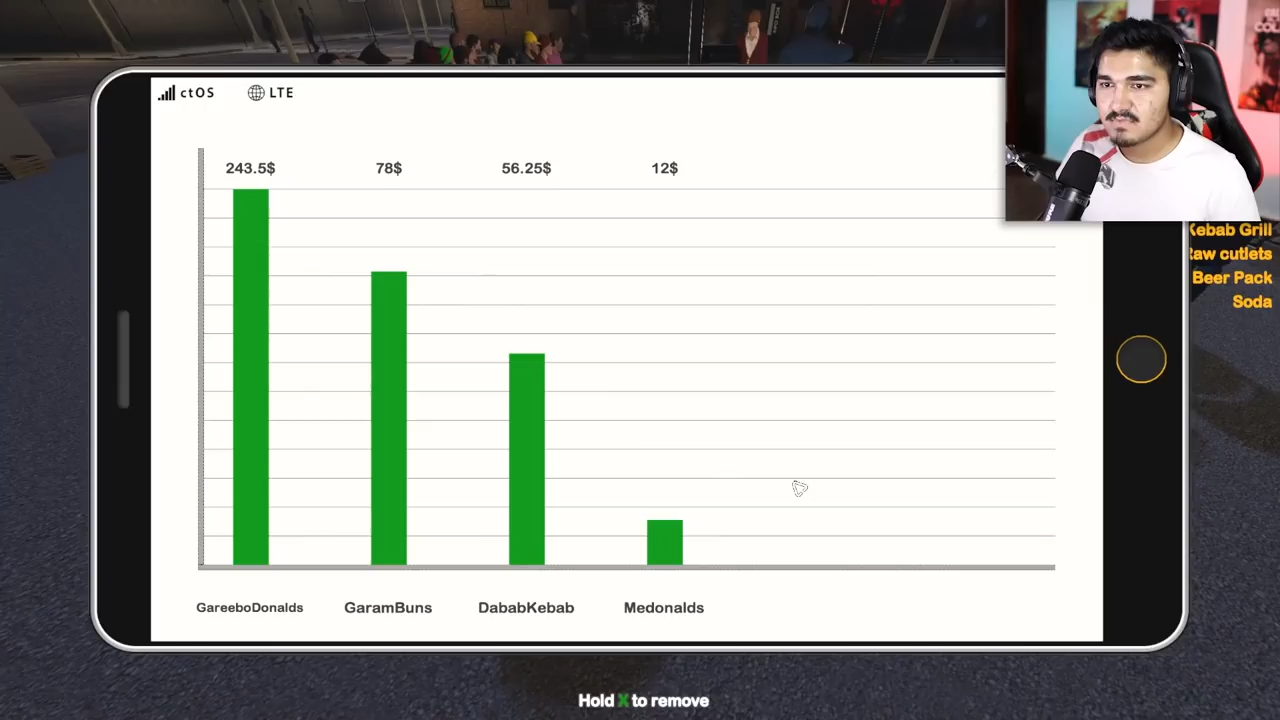 ctOS LTE
243.5$ 78$ 56.25$ 12$
Kebab Grill
Raw cutlets
Beer Pack
Soda
GareeboDonalds GaramBuns DababKebab Medonalds
Hold X to remove